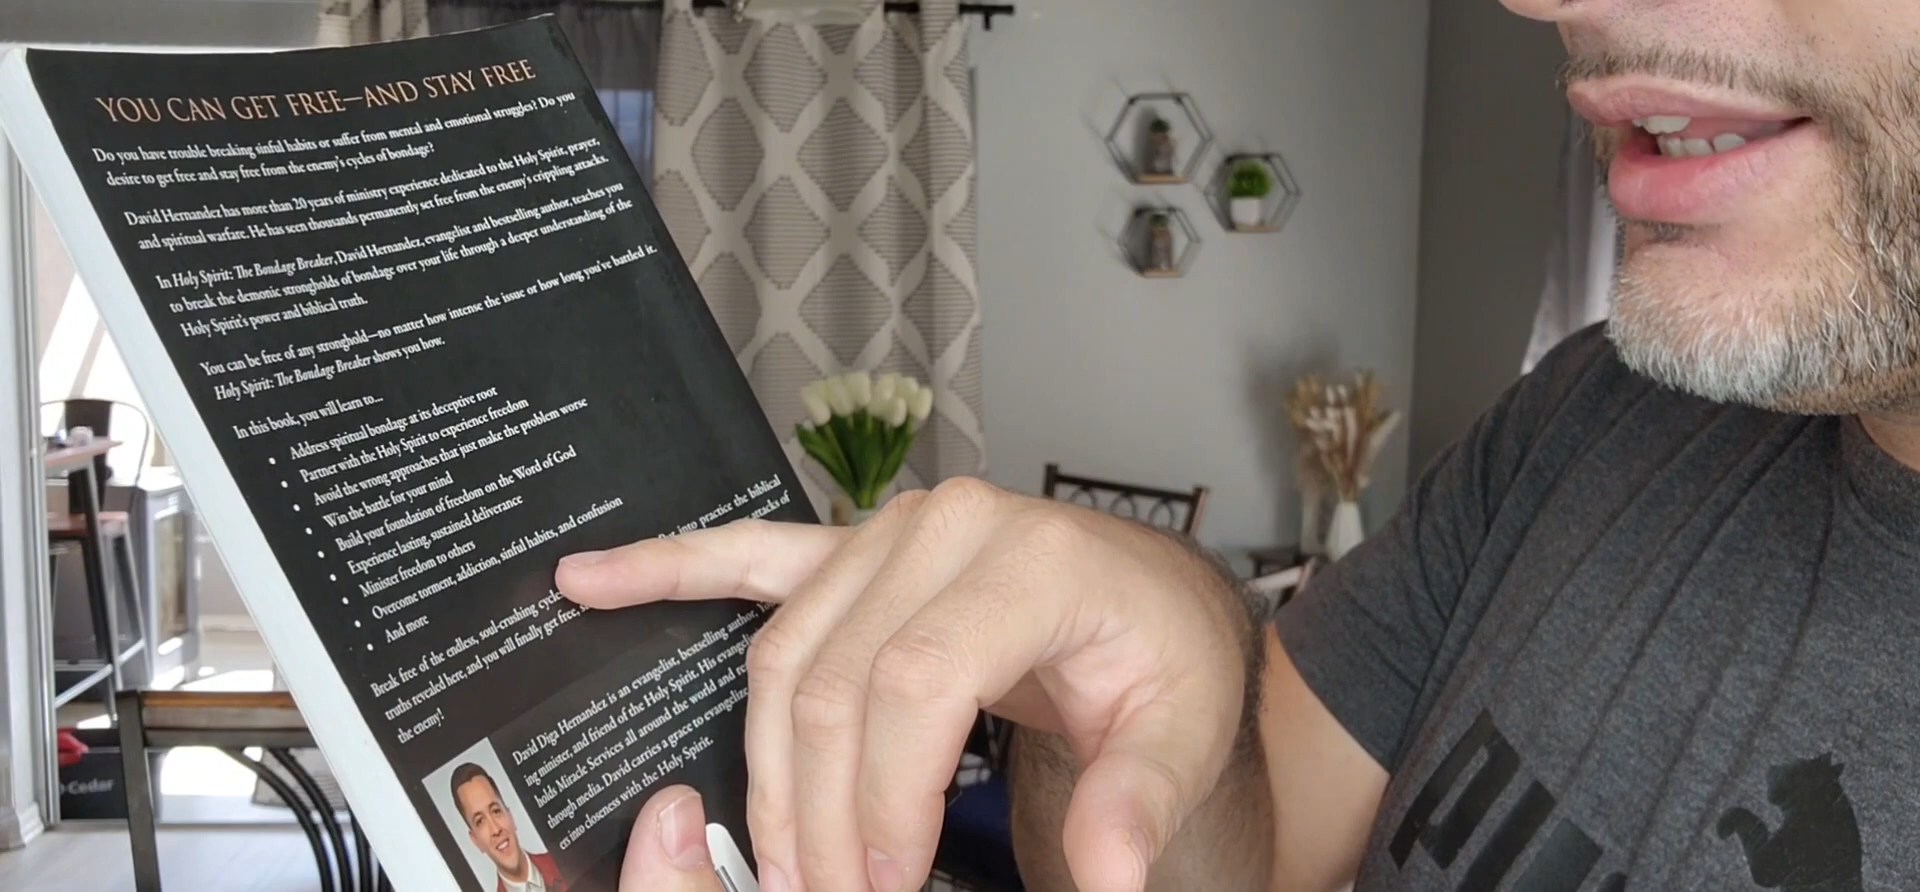 YOU CAN GET FREE—AND STAY FREE
Do you have trouble breaking sinful habits or suffer from mental and emotional struggles? Do you
desire to get free and stay free from the enemy's cycles of bondage?
David Hernandez has more than 20 years of ministry experience dedicated to the Holy Spirit, prayer,
and spiritual warfare. He has seen thousands permanently set free from the enemy's crippling attacks.
In Holy Spirit: The Bondage Breaker, David Hernandez, evangelist and bestselling author, teaches you
to break the demonic strongholds of bondage over your life through a deeper understanding of the
Holy Spirit's power and biblical truth.
You can be free of any stronghold—no matter how intense the issue or how long you've battled it.
Holy Spirit: The Bondage Breaker shows you how.
In this book, you will learn to...
• Address spiritual bondage at its deceptive root
• Partner with the Holy Spirit to experience freedom
• Avoid the wrong approaches that just make the problem worse
• Win the battle for your mind
• Build your foundation of freedom on the Word of God
• Experience lasting, sustained deliverance
• Minister freedom to others
• Overcome torment, addiction, sinful habits, and confusion
• And more
Break free of the endless, soul-crushing cycle Put into practice the biblical
truths revealed here, and you will finally get free, attacks of
the enemy!
David Diga Hernandez is an evangelist, bestselling author,
ing minister, and friend of the Holy Spirit. His
holds Miracle Services all around the world and
through media. David carries a grace to evangelize
ers into closeness with the Holy Spirit.
Cedar